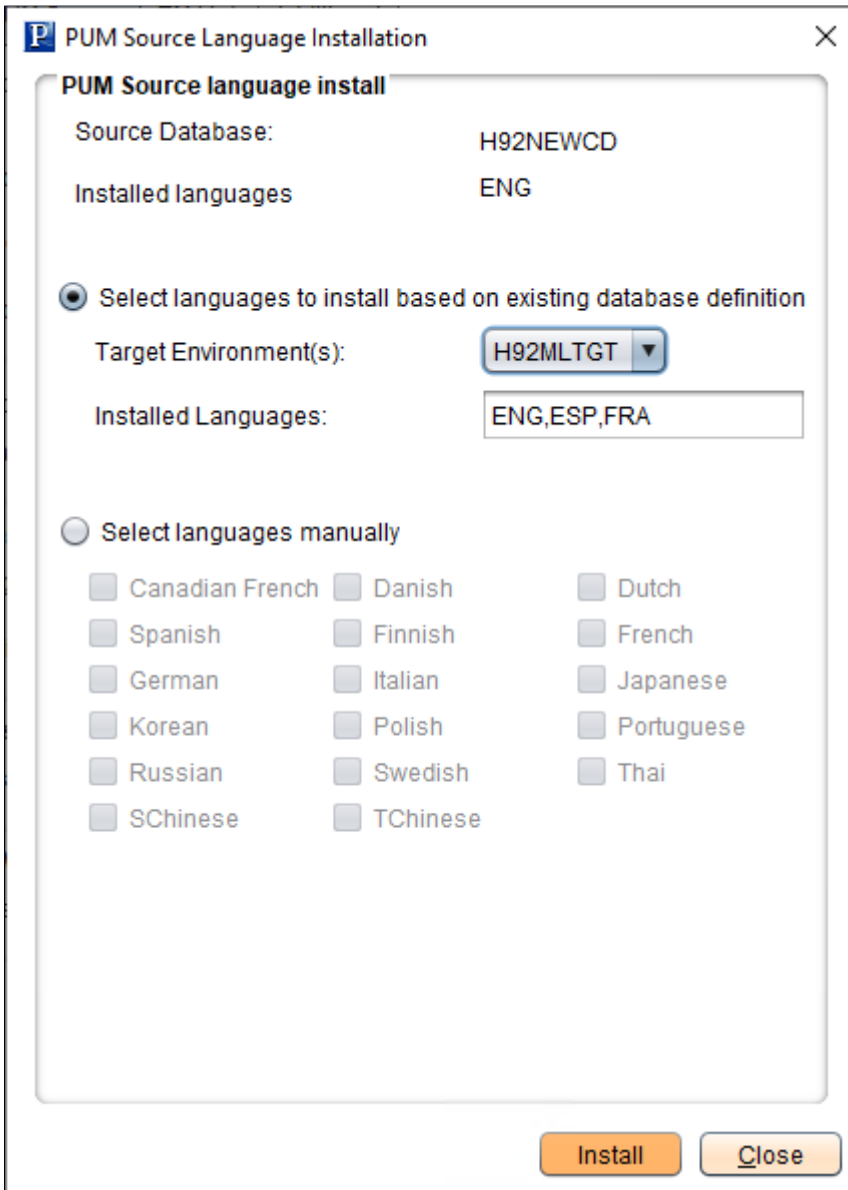 P PUM Source Language Installation
PUM Source language install
Source Database: H92NEWCD
Installed languages ENG
Select languages to install based on existing database definition
Target Environment(s): H92MLTGT
Installed Languages: ENG,ESP,FRA
Select languages manually
Canadian French Danish Dutch
Spanish Finnish French
German Italian Japanese
Korean Polish Portuguese
Russian Swedish Thai
SChinese TChinese
Install Close